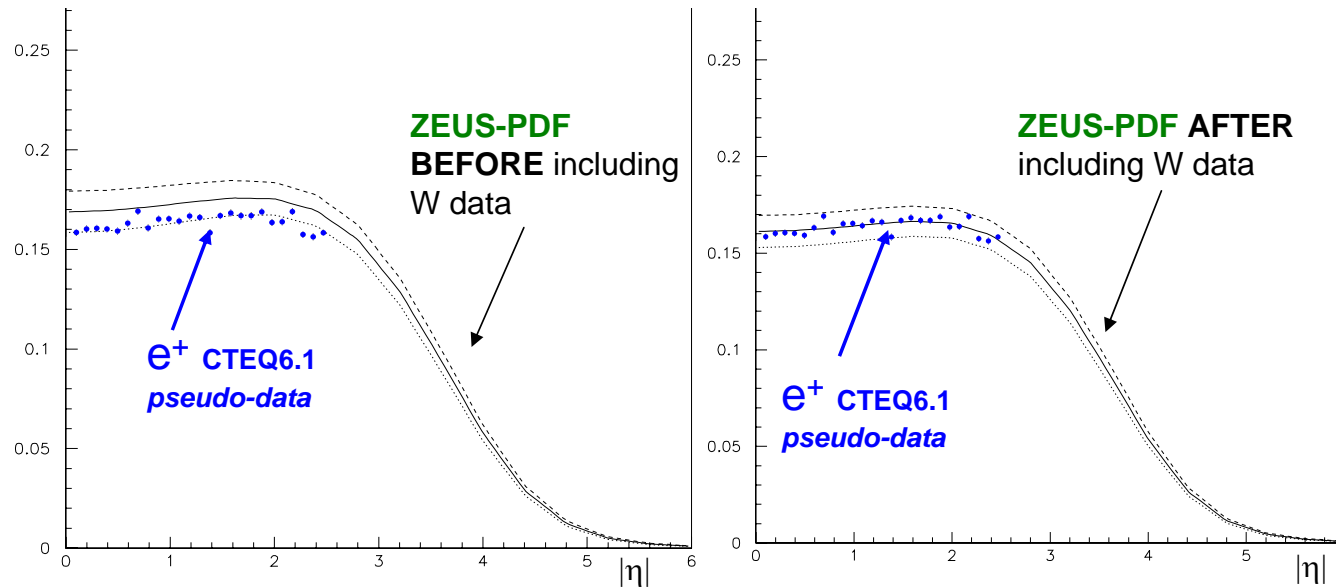 0.25
0.2
0.15
0.1
0.05
0
0
1
2
3
4
5
6
|η|
ZEUS-PDF
BEFORE including
W data
e+ CTEQ6.1
pseudo-data
0.25
0.2
0.15
0.1
0.05
0
0
1
2
3
4
5
|η|
ZEUS-PDF AFTER
including W data
e+ CTEQ6.1
pseudo-data